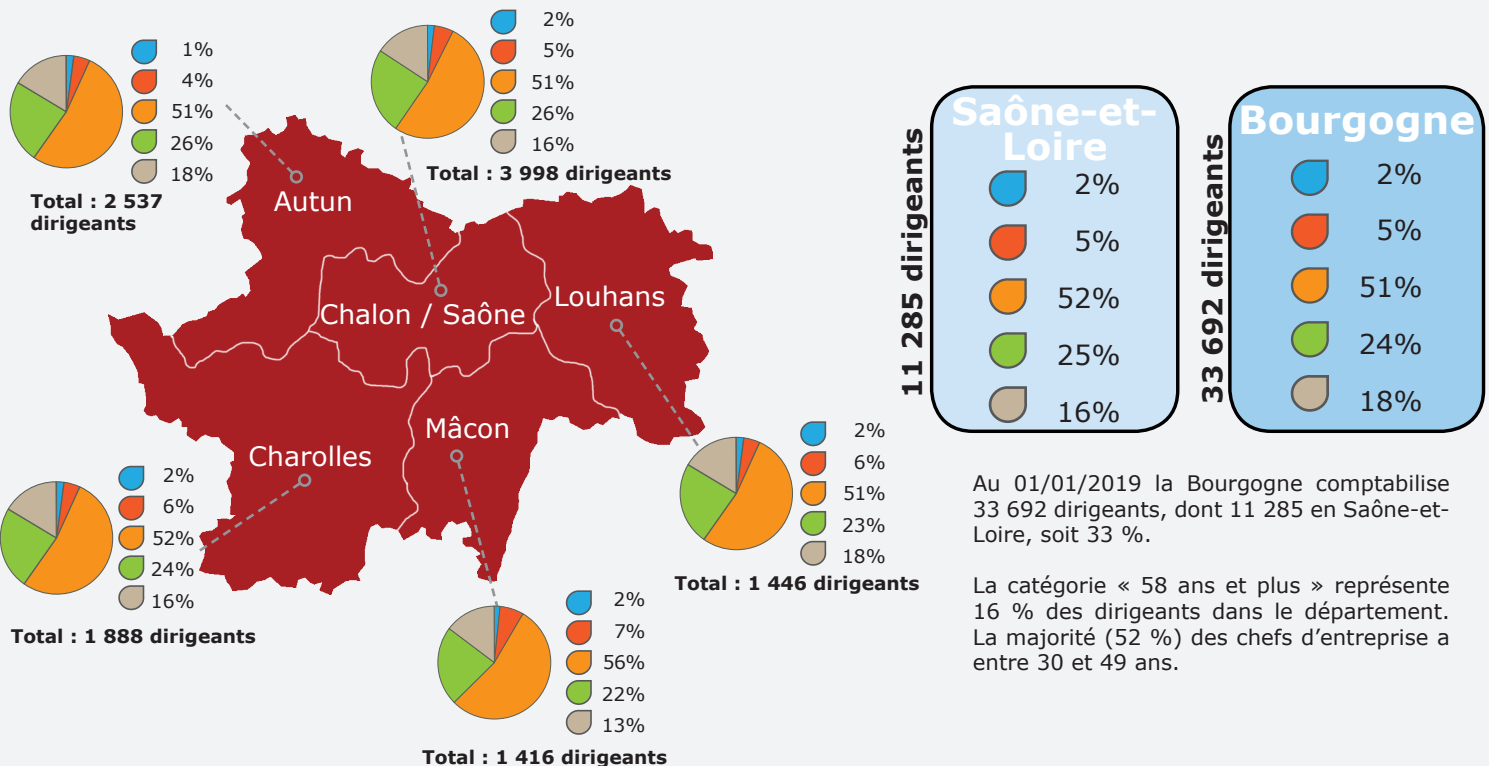 1%
4%
51%
26%
18%
Total : 2 537
dirigeants
2%
5%
51%
26%
16%
Total : 3 998 dirigeants
Autun
Chalon / Saône
Louhans
Mâcon
Charolles
2%
6%
52%
24%
16%
Total : 1 888 dirigeants
2%
7%
56%
22%
13%
Total : 1 416 dirigeants
2%
6%
51%
23%
18%
Total : 1 446 dirigeants
11 285 dirigeants
Saône-et-
Loire
2%
5%
52%
25%
16%
33 692 dirigeants
Bourgogne
2%
5%
51%
24%
18%
Au 01/01/2019 la Bourgogne comptabilise
33 692 dirigeants, dont 11 285 en Saône-et-
Loire, soit 33 %.
La catégorie « 58 ans et plus » représente
16 % des dirigeants dans le département.
La majorité (52 %) des chefs d’entreprise a
entre 30 et 49 ans.